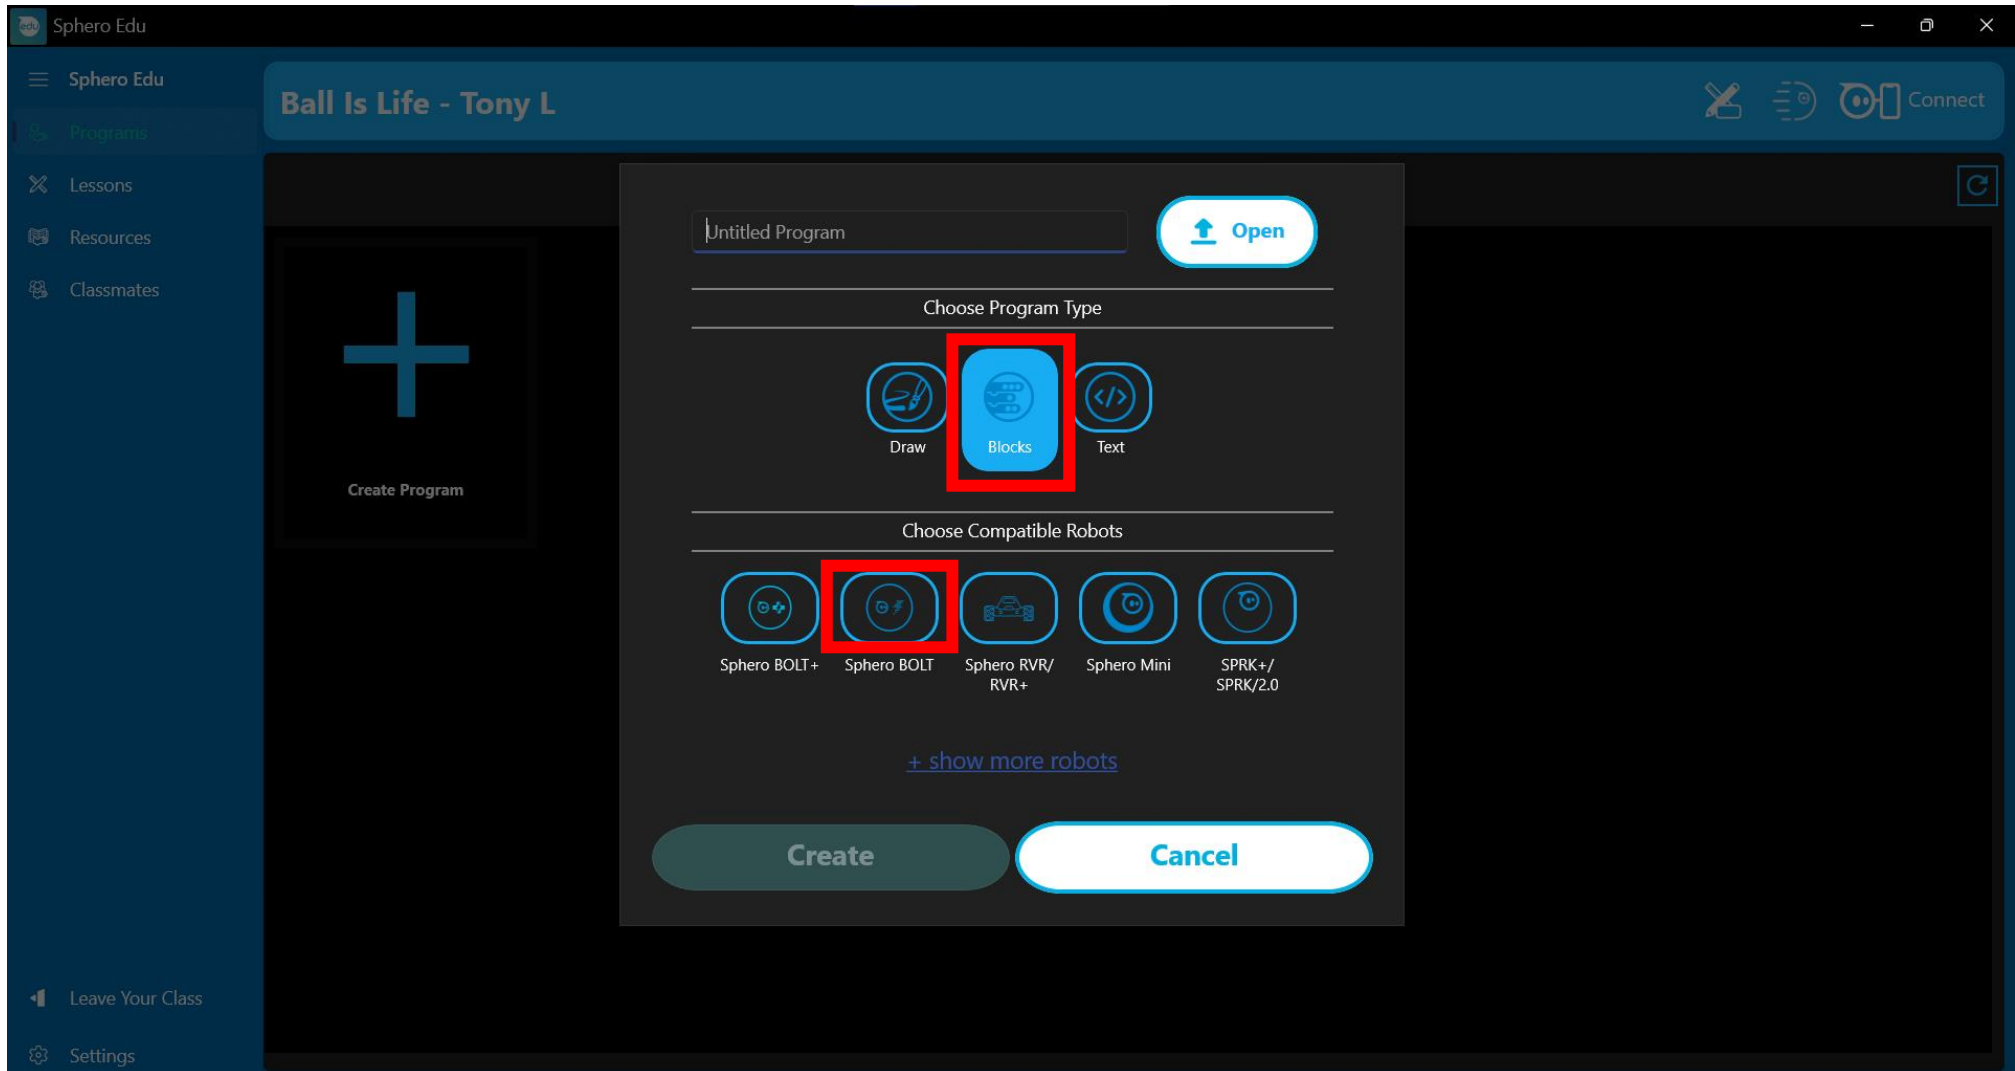 edu Sphero Edu
Sphero Edu
Ball Is Life - Tony L
Connect
Programs
Lessons
Resources
Classmates
Create Program
Untitled Program
Open
Choose Program Type
Draw
Blocks
</>
Text
Choose Compatible Robots
Sphero BOLT+
Sphero BOLT
Sphero RVR/
RVR+
Sphero Mini
SPRK+/
SPRK/2.0
+ show more robots
Create
Cancel
Leave Your Class
Settings